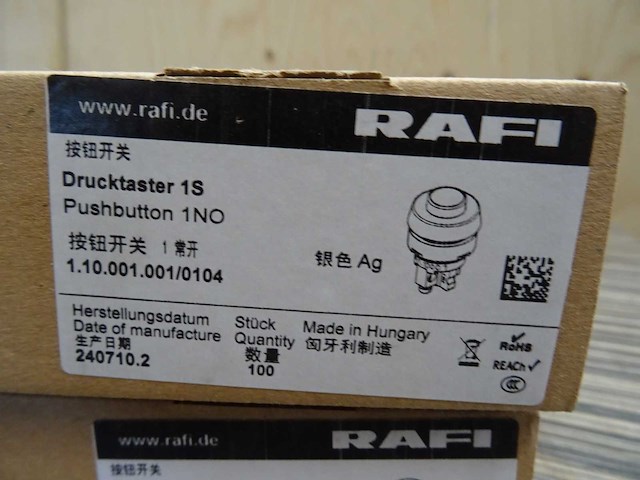 www.rafi.de RAFI
按钮开关
Drucktaster 1S
Pushbutton 1NO
按钮开关 1 常开
银色 Ag
1.10.001.001/0104
Herstellungsdatum
Date of manufacture
生产日期
240710.2
Stück
Quantity
数量
100
Made in Hungary
匈牙利制造
RoHS
REACh
CCC
www.rafi.de RAFI
按钮开关